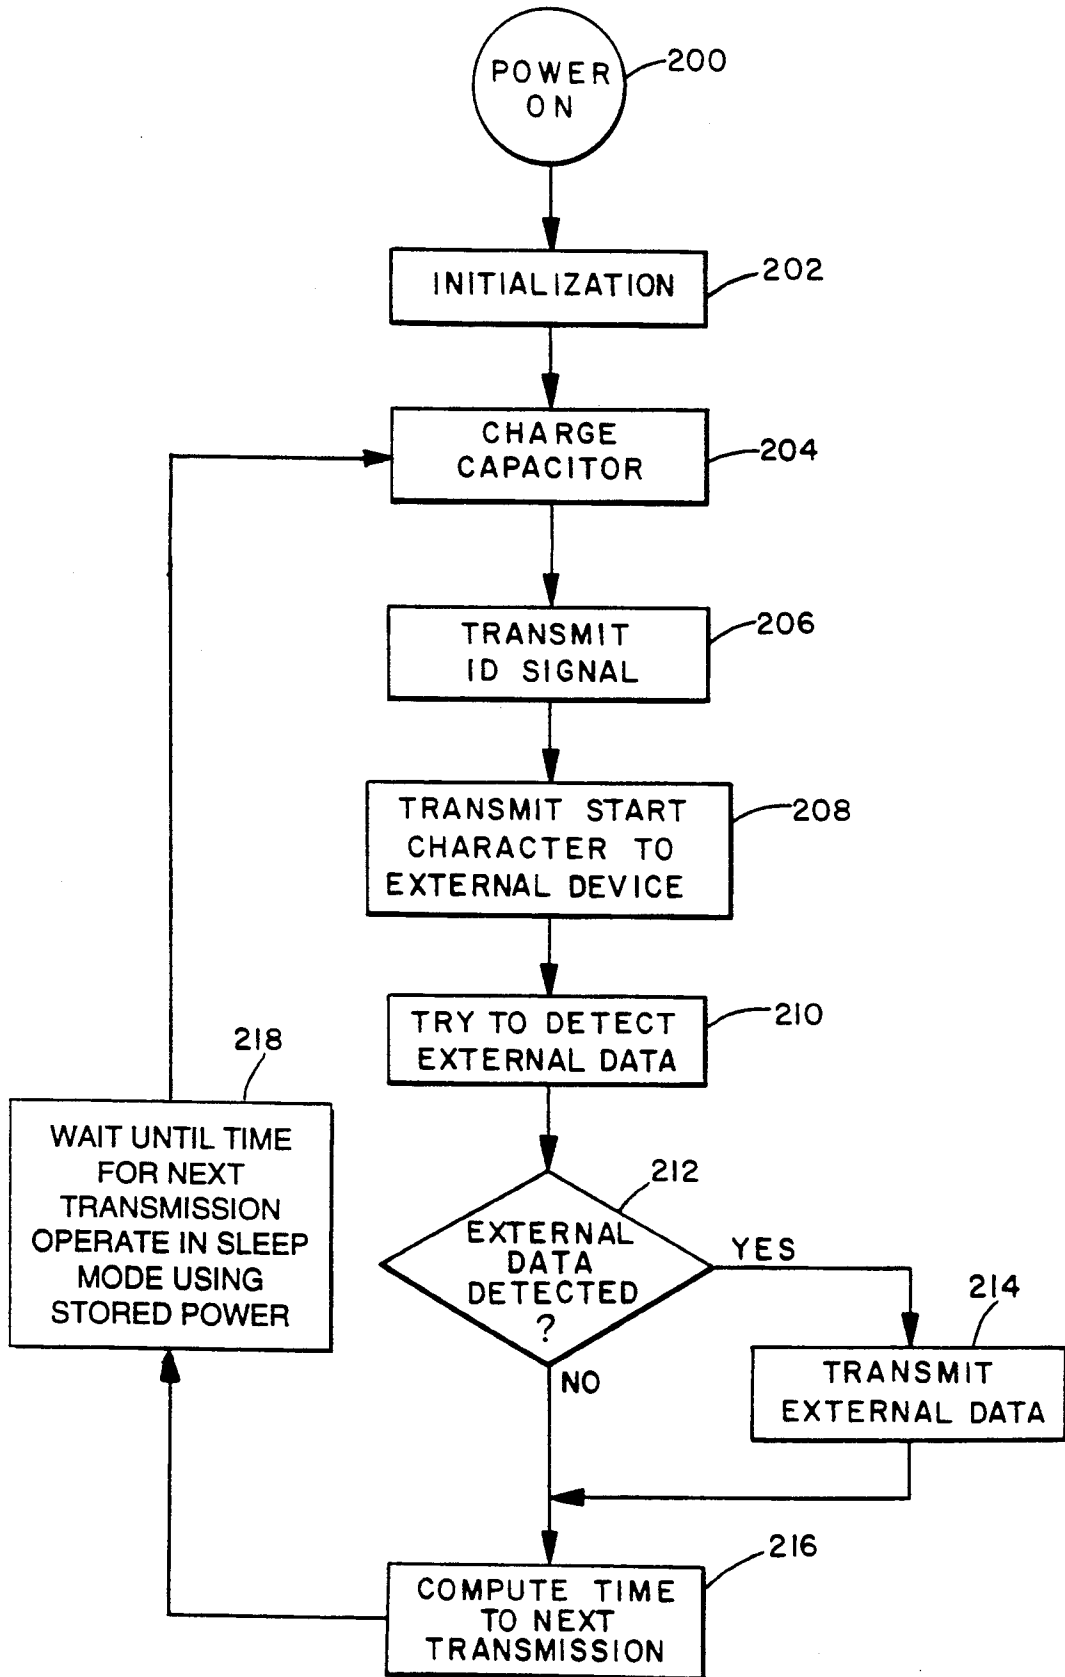 POWER
ON
200
INITIALIZATION
202
CHARGE
CAPACITOR
204
TRANSMIT
ID SIGNAL
206
TRANSMIT START
CHARACTER TO
EXTERNAL DEVICE
208
TRY TO DETECT
EXTERNAL DATA
210
EXTERNAL
DATA
DETECTED
?
212
YES
NO
TRANSMIT
EXTERNAL DATA
214
COMPUTE TIME
TO NEXT
TRANSMISSION
216
WAIT UNTIL TIME
FOR NEXT
TRANSMISSION
OPERATE IN SLEEP
MODE USING
STORED POWER
218